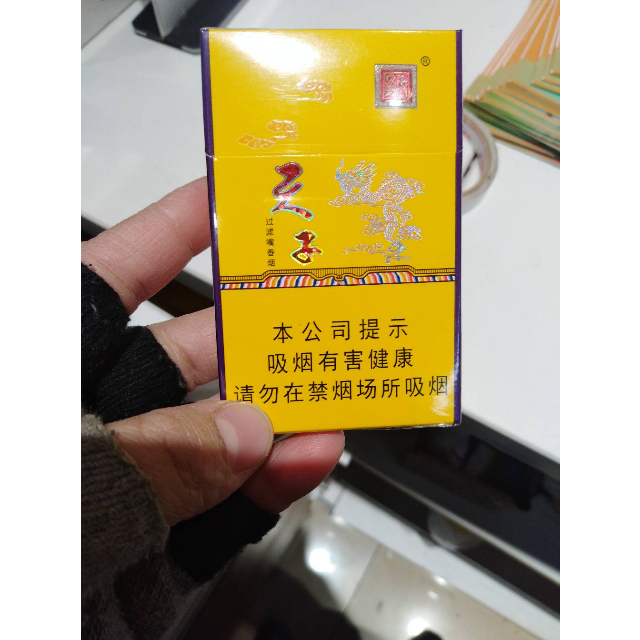 ®
天子
过滤嘴香烟
本公司提示
吸烟有害健康
请勿在禁烟场所吸烟